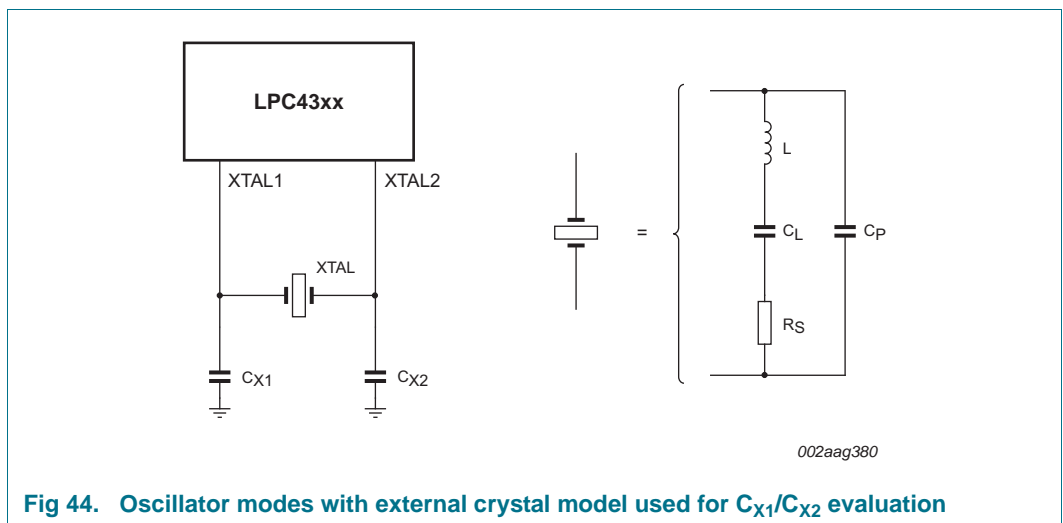 LPC43xx
XTAL1
XTAL2
XTAL
CX1
CX2
=
L
CL
CP
RS
002aag380
Fig 44. Oscillator modes with external crystal model used for CX1/CX2 evaluation